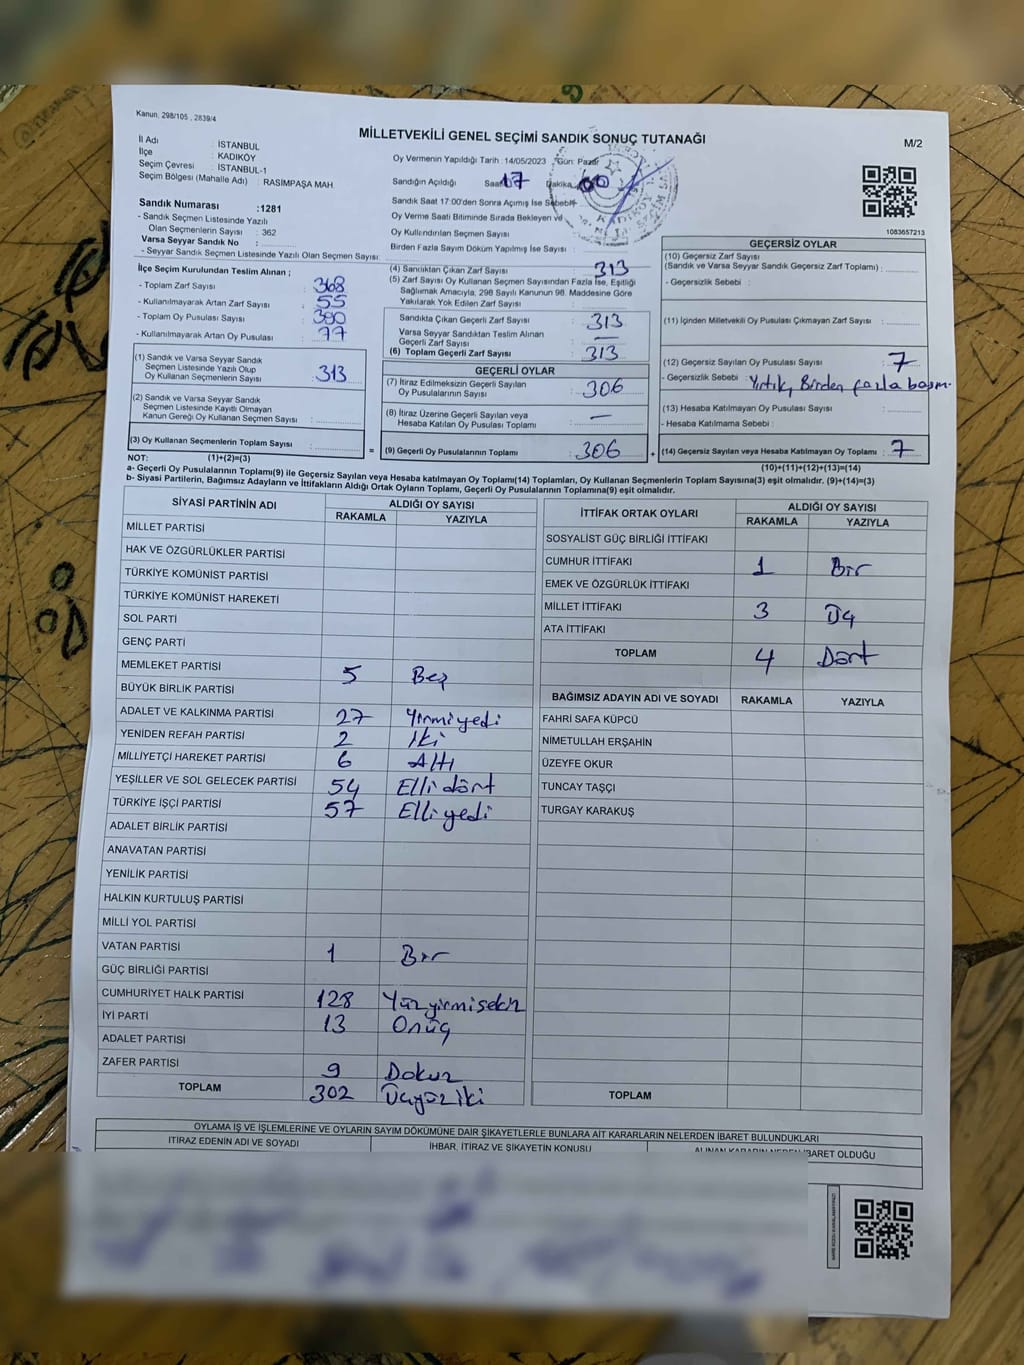 Kanun, 298/105 , 2839/4
MİLLETVEKİLİ GENEL SEÇİMİ SANDIK SONUÇ TUTANAĞI
M/2
İl Adı : İSTANBUL
İlçe : KADIKÖY
Seçim Çevresi : İSTANBUL-1
Seçim Bölgesi (Mahalle Adı) : RASİMPAŞA MAH.
Sandık Numarası :1281
- Sandık Seçmen Listesinde Yazılı
Olan Seçmenlerin Sayısı : 362
Varsa Seyyar Sandık No :
- Seyyar Sandık Seçmen Listesinde Yazılı Olan Seçmen Sayısı:
Oy Vermenin Yapıldığı Tarih : 14/05/2023 Gün: Pazar
Sandığın Açıldığı Saat 17 Dakika 00
Sandık Saat 17:00'den Sonra Açımış İse Sebebi
Oy Verme Saati Bitiminde Sırada Bekleyen ve
Oy Kullandırılan Seçmen Sayısı
Birden Fazla Sayım Döküm Yapılmış İse Sayısı :
1083657213
İlçe Seçim Kurulundan Teslim Alınan ;
- Toplam Zarf Sayısı : 368
- Kullanılmayarak Artan Zarf Sayısı : 55
- Toplam Oy Pusulası Sayısı : 390
- Kullanılmayarak Artan Oy Pusulası : 77
(1) Sandık ve Varsa Seyyar Sandık
Seçmen Listesinde Yazılı Olup
Oy Kullanan Seçmenlerin Sayısı : 313
(2) Sandık ve Varsa Seyyar Sandık
Seçmen Listesinde Kayıtlı Olmayan
Kanun Gereği Oy Kullanan Seçmen Sayısı :
(3) Oy Kullanan Seçmenlerin Toplam Sayısı :
(4) Sandıktan Çıkan Zarf Sayısı : 313
(5) Zarf Sayısı Oy Kullanan Seçmen Sayısından Fazla İse, Eşitliği
Sağlamak Amacıyla, 298 Sayılı Kanunun 98. Maddesine Göre
Yakılarak Yok Edilen Zarf Sayısı :
Sandıkta Çıkan Geçerli Zarf Sayısı : 313
Varsa Seyyar Sandıktan Teslim Alınan
Geçerli Zarf Sayısı : —
(6) Toplam Geçerli Zarf Sayısı : 313
GEÇERLİ OYLAR
(7) İtiraz Edilmeksizin Geçerli Sayılan
Oy Pusulalarının Sayısı : 306
(8) İtiraz Üzerine Geçerli Sayılan veya
Hesaba Katılan Oy Pusulası Toplamı : —
= (9) Geçerli Oy Pusulalarının Toplamı : 306
GEÇERSİZ OYLAR
(10) Geçersiz Zarf Sayısı
(Sandık ve Varsa Seyyar Sandık Geçersiz Zarf Toplamı) :
- Geçersizlik Sebebi :
(11) İçinden Milletvekili Oy Pusulası Çıkmayan Zarf Sayısı :
(12) Geçersiz Sayılan Oy Pusulası Sayısı : 7
- Geçersizlik Sebebi : Yırtık, Birden fazla basım.
(13) Hesaba Katılmayan Oy Pusulası Sayısı :
- Hesaba Katılmama Sebebi :
+ (14) Geçersiz Sayılan veya Hesaba Katılmayan Oy Toplamı : 7
NOT: (1)+(2)=(3)
(10)+(11)+(12)+(13)=(14)
a- Geçerli Oy Pusulalarının Toplamı(9) ile Geçersiz Sayılan veya Hesaba katılmayan Oy Toplamı(14) Toplamları, Oy Kullanan Seçmenlerin Toplam Sayısına(3) eşit olmalıdır. (9)+(14)=(3)
b- Siyasi Partilerin, Bağımsız Adayların ve İttifakların Aldığı Ortak Oyların Toplamı, Geçerli Oy Pusulalarının Toplamına(9) eşit olmalıdır.
SİYASİ PARTİNİN ADI ALDIĞI OY SAYISI
RAKAMLA YAZIYLA
MİLLET PARTİSİ
HAK VE ÖZGÜRLÜKLER PARTİSİ
TÜRKİYE KOMÜNİST PARTİSİ
TÜRKİYE KOMÜNİST HAREKETİ
SOL PARTİ
GENÇ PARTİ
MEMLEKET PARTİSİ 5 Beş
BÜYÜK BİRLİK PARTİSİ
ADALET VE KALKINMA PARTİSİ 27 Yirmiyedi
YENİDEN REFAH PARTİSİ 2 İki
MİLLİYETÇİ HAREKET PARTİSİ 6 Altı
YEŞİLLER VE SOL GELECEK PARTİSİ 54 Ellidört
TÜRKİYE İŞÇİ PARTİSİ 57 Elliyedi
ADALET BİRLİK PARTİSİ
ANAVATAN PARTİSİ
YENİLİK PARTİSİ
HALKIN KURTULUŞ PARTİSİ
MİLLİ YOL PARTİSİ
VATAN PARTİSİ 1 Bir
GÜÇ BİRLİĞİ PARTİSİ
CUMHURİYET HALK PARTİSİ 128 Yüzyirmisekiz
İYİ PARTİ 13 Onüç
ADALET PARTİSİ
ZAFER PARTİSİ 9 Dokuz
TOPLAM 302 Üçyüziki
İTTİFAK ORTAK OYLARI ALDIĞI OY SAYISI
RAKAMLA YAZIYLA
SOSYALİST GÜÇ BİRLİĞİ İTTİFAKI
CUMHUR İTTİFAKI 1 Bir
EMEK VE ÖZGÜRLÜK İTTİFAKI
MİLLET İTTİFAKI 3 Üç
ATA İTTİFAKI
TOPLAM 4 Dört
BAĞIMSIZ ADAYIN ADI VE SOYADI RAKAMLA YAZIYLA
FAHRİ SAFA KÜPCÜ
NİMETULLAH ERŞAHİN
ÜZEYFE OKUR
TUNCAY TAŞÇI
TURGAY KARAKUŞ
TOPLAM
OYLAMA İŞ VE İŞLEMLERİNE VE OYLARIN SAYIM DÖKÜMÜNE DAİR ŞİKAYETLERLE BUNLARA AİT KARARLARIN NELERDEN İBARET BULUNDUKLARI
İTİRAZ EDENİN ADI VE SOYADI İHBAR, İTİRAZ VE ŞİKAYETİN KONUSU ALINAN KARARIN NEDEN İBARET OLDUĞU